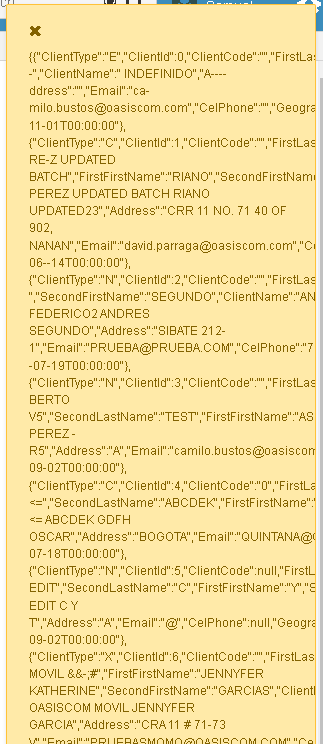 {{"ClientType":"E","ClientId":0,"ClientCode":"","FirstLas
-","ClientName":" INDEFINIDO","A----
ddress":"","Email":"ca-
milo.bustos@oasiscom.com","CelPhone":"","Geogra
11-01T00:00:00"},
{"ClientType":"C","ClientId":1,"ClientCode":"","FirstLas
RE-Z UPDATED
BATCH","FirstFirstName":"RIANO","SecondFirstName
PEREZ UPDATED BATCH RIANO
UPDATED23","Address":"CRR 11 NO. 71 40 OF
902,
NANAN","Email":"david.parraga@oasiscom.com","Ce
06--14T00:00:00"},
{"ClientType":"N","ClientId":2,"ClientCode":"","FirstLas
","SecondFirstName":"SEGUNDO","ClientName":"AN
FEDERICO2 ANDRES
SEGUNDO","Address":"SIBATE 212-
1","Email":"PRUEBA@PRUEBA.COM","CelPhone":"7
-07-19T00:00:00"},
{"ClientType":"N","ClientId":3,"ClientCode":"","FirstLas
BERTO
V5","SecondLastName":"TEST","FirstFirstName":"AS
PEREZ -
R5","Address":"A","Email":"camilo.bustos@oasiscom
09-02T00:00:00"},
{"ClientType":"C","ClientId":4,"ClientCode":"0","FirstLa
<=","SecondLastName":"ABCDEK","FirstFirstName":"
<= ABCDEK GDFH
OSCAR","Address":"BOGOTA","Email":"QUINTANA@G
07-18T00:00:00"},
{"ClientType":"N","ClientId":5,"ClientCode":null,"FirstL
EDIT","SecondLastName":"C","FirstFirstName":"Y","S
EDIT C Y
T","Address":"A","Email":"@","CelPhone":null,"Geogra
09-02T00:00:00"},
{"ClientType":"X","ClientId":6,"ClientCode":"","FirstLas
MOVIL &&-;#","FirstFirstName":"JENNYFER
KATHERINE","SecondFirstName":"GARCIAS","Client
OASISCOM MOVIL JENNYFER
GARCIA","Address":"CRA 11 # 71-73
V","Email":"PRUEBASMOMO@OASISCOM.COM","Ce